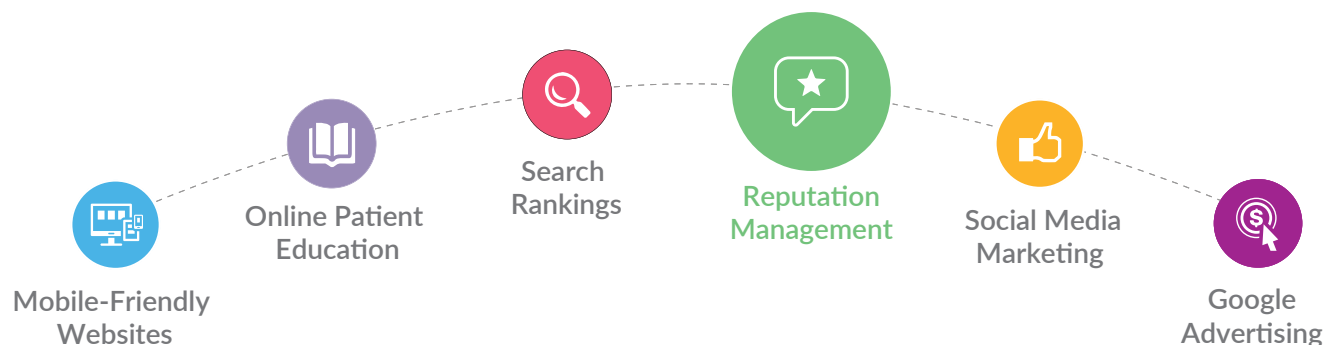 Mobile-Friendly
Websites
Online Patient
Education
Search
Rankings
Reputation
Management
Social Media
Marketing
$
Google
Advertising